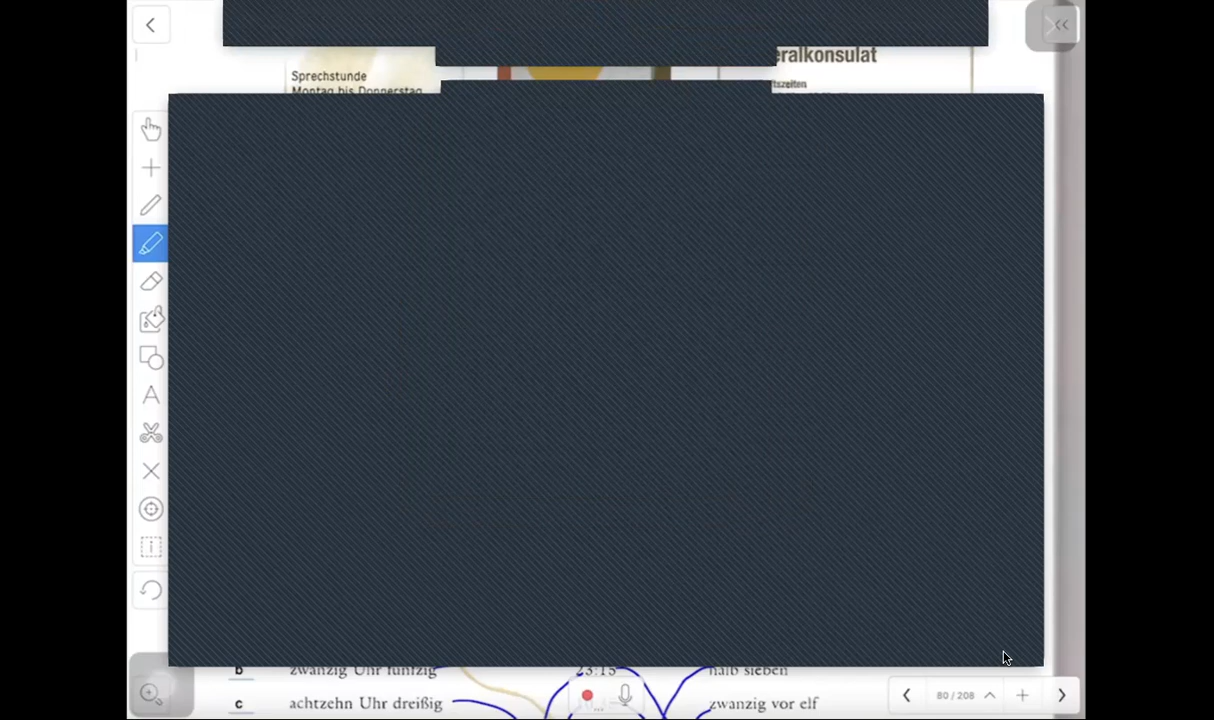 eralkonsulat
Sprechstunde
tszeiten
Montag bis Donnerstag
b zwanzig Uhr fünfzig 23:15 halb sieben
c achtzehn Uhr dreißig zwanzig vor elf
80 / 208